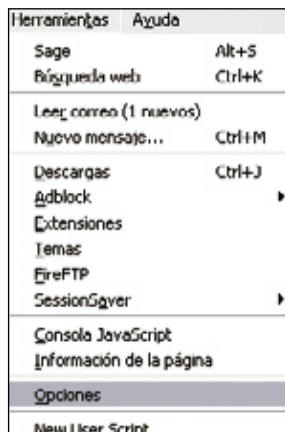 Herramientas Ayuda
Sage Alt+S
Búsqueda web Ctrl+K
Leer correo (1 nuevos)
Nuevo mensaje... Ctrl+M
Descargas Ctrl+J
Adblock
Extensiones
Temas
FireFTP
SessionSaver
Consola JavaScript
Información de la página
Opciones
New User Script